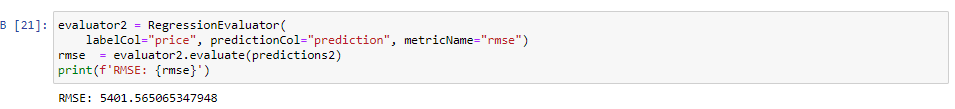 В [21]: evaluator2 = RegressionEvaluator(
labelCol="price", predictionCol="prediction", metricName="rmse")
rmse  = evaluator2.evaluate(predictions2)
print(f'RMSE: {rmse}')
RMSE: 5401.565065347948